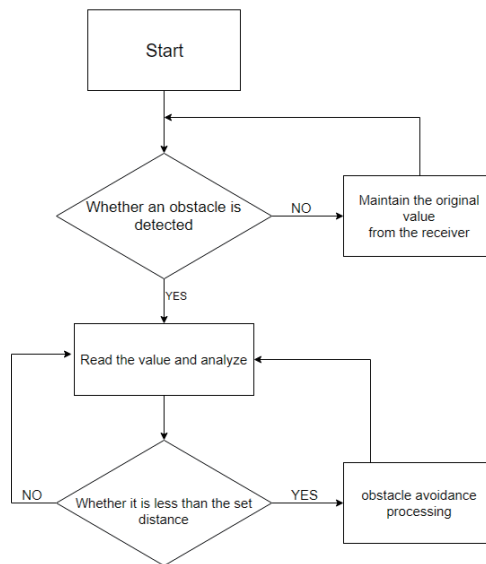 Start
Whether an obstacle is
detected
NO
Maintain the original
value
from the receiver
YES
Read the value and analyze
NO
Whether it is less than the set
distance
YES
obstacle avoidance
processing